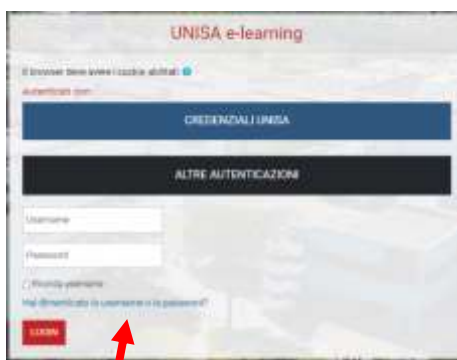 UNISA e-learning
Il browser deve avere i cookie abilitati
Autenticati con:
CREDENZIALI UNISA
ALTRE AUTENTICAZIONI
Username
Password
Ricorda username
Hai dimenticato lo username o la password?
LOGIN